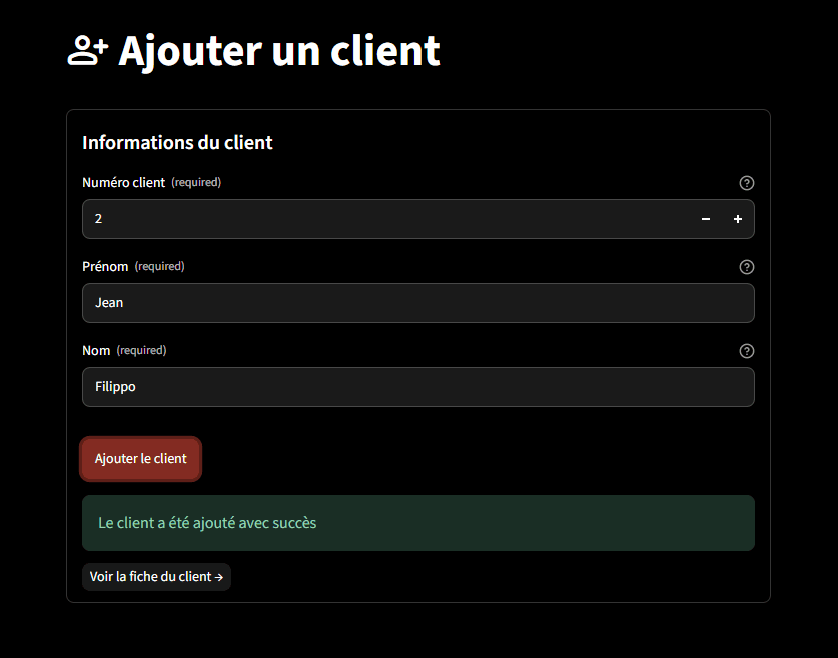 Ajouter un client
Informations du client
Numéro client (required)
2
Prénom (required)
Jean
Nom (required)
Filippo
Ajouter le client
Le client a été ajouté avec succès
Voir la fiche du client →